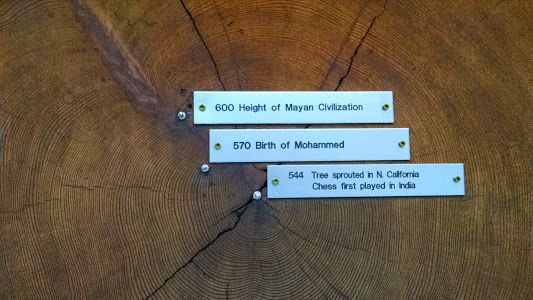 600 Height of Mayan Civilization
570 Birth of Mohammed
544 Tree sprouted in N. California
Chess first played in India